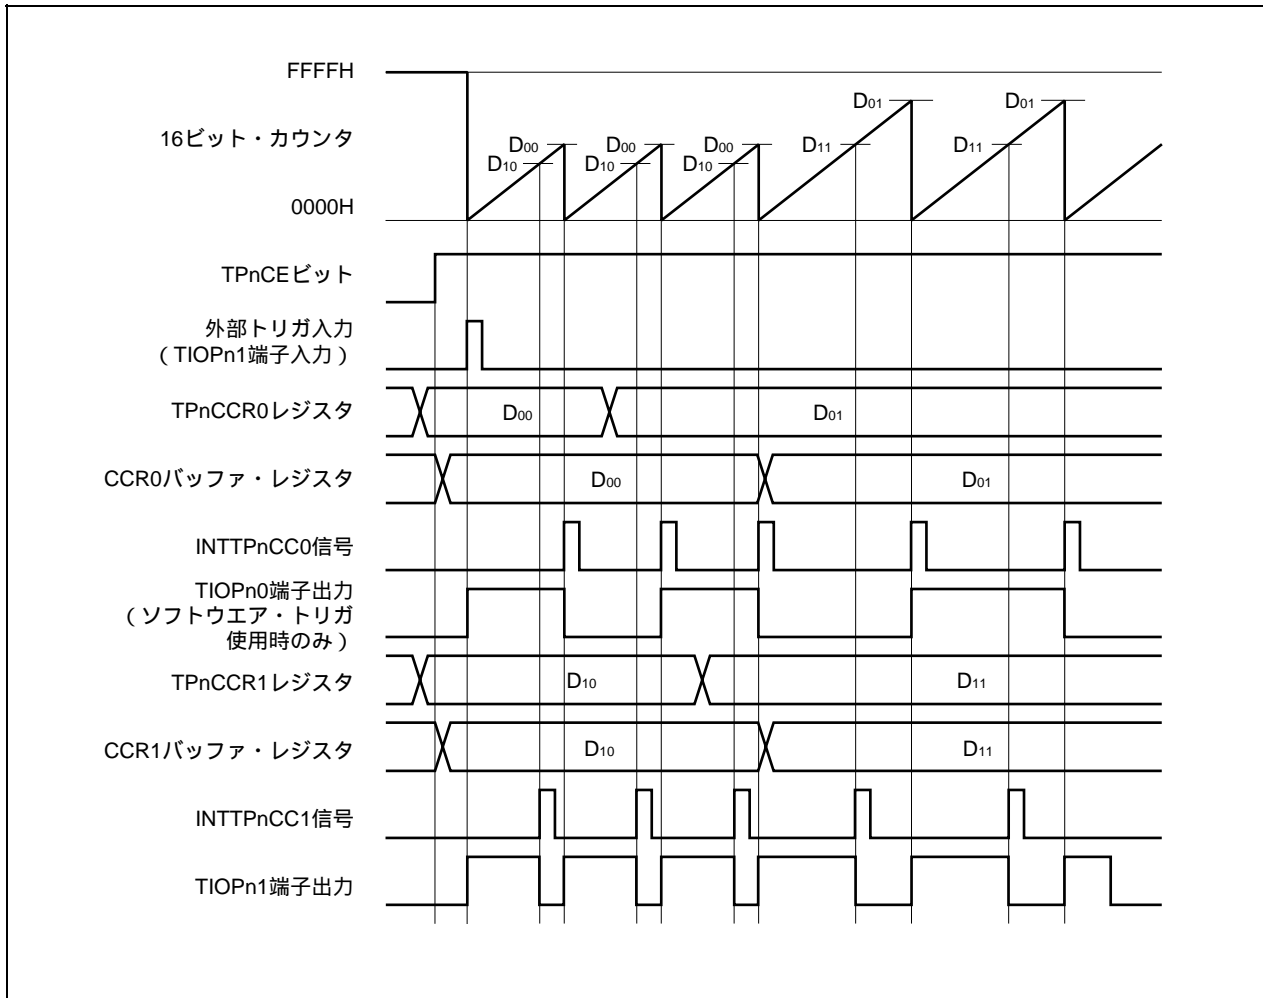 FFFFH
16ビット・カウンタ
0000H
D00
D10
D00
D10
D00
D10
D01
D11
D01
D11
TPnCEビット
外部トリガ入力
（TIOPn1端子入力）
TPnCCR0レジスタ
D00
D01
CCR0バッファ・レジスタ
D00
D01
INTTPnCC0信号
TIOPn0端子出力
（ソフトウエア・トリガ
使用時のみ）
TPnCCR1レジスタ
D10
D11
CCR1バッファ・レジスタ
D10
D11
INTTPnCC1信号
TIOPn1端子出力